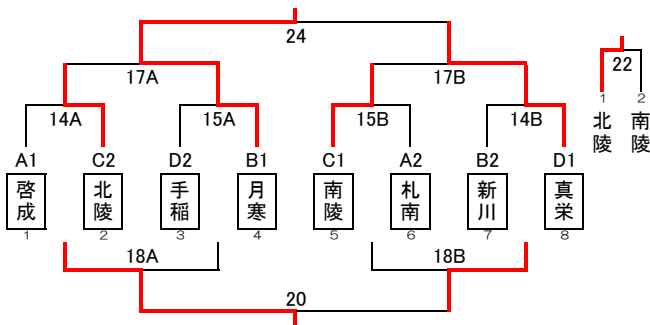 24
17A 17B 22
14A 15A 15B 14B 1 2
A1 C2 D2 B1 C1 A2 B2 D1
啓成 北陵 手稲 月寒 南陵 札南 新川 真栄 北陵 南陵
1 2 3 4 5 6 7 8
18A 18B
20